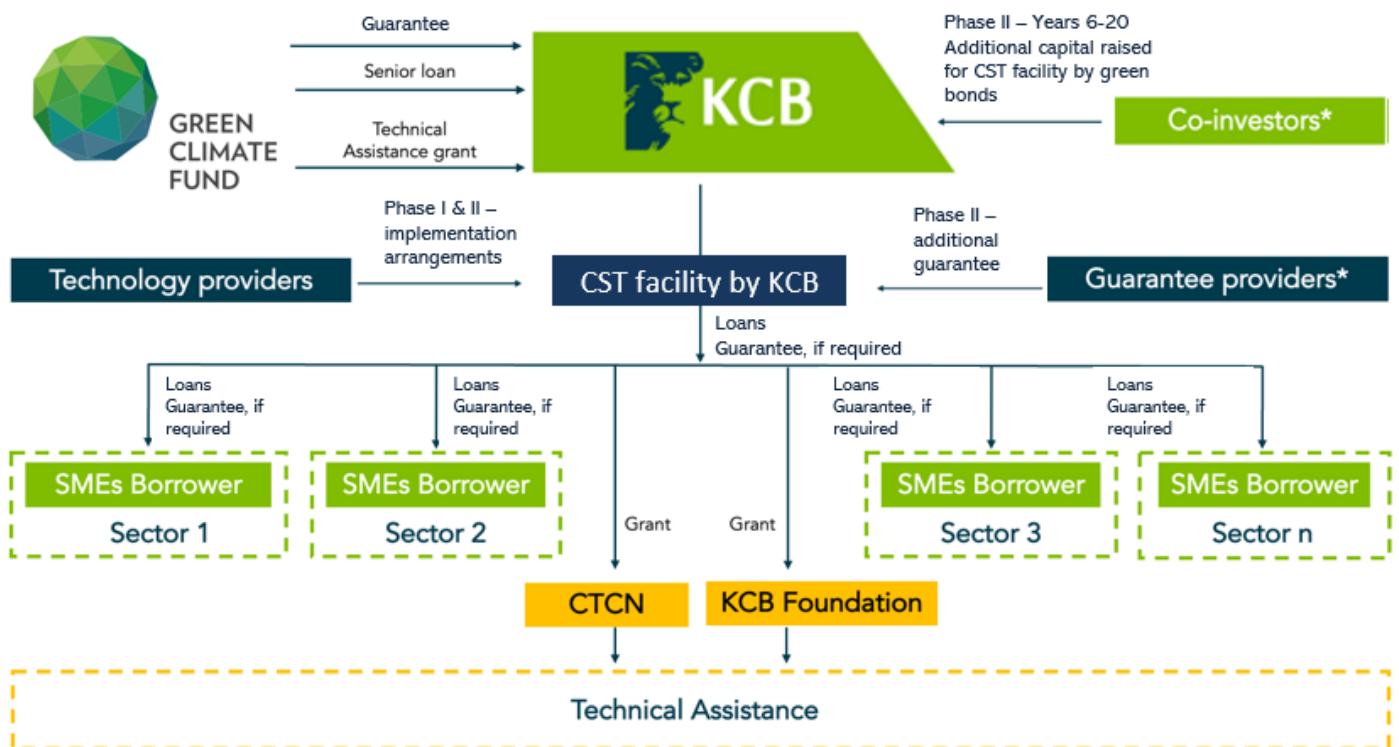 Guarantee
Senior loan
Technical
Assistance grant
GREEN
CLIMATE
FUND
KCB
Phase II – Years 6-20
Additional capital raised
for CST facility by green
bonds
Co-investors*
Phase I & II –
implementation
arrangements
Phase II –
additional
guarantee
Technology providers
CST facility by KCB
Guarantee providers*
Loans
Guarantee, if required
Loans
Guarantee, if
required
Loans
Guarantee, if
required
Loans
Guarantee, if
required
Loans
Guarantee, if
required
SMEs Borrower
Sector 1
SMEs Borrower
Sector 2
SMEs Borrower
Sector 3
SMEs Borrower
Sector n
Grant
Grant
CTCN
KCB Foundation
Technical Assistance